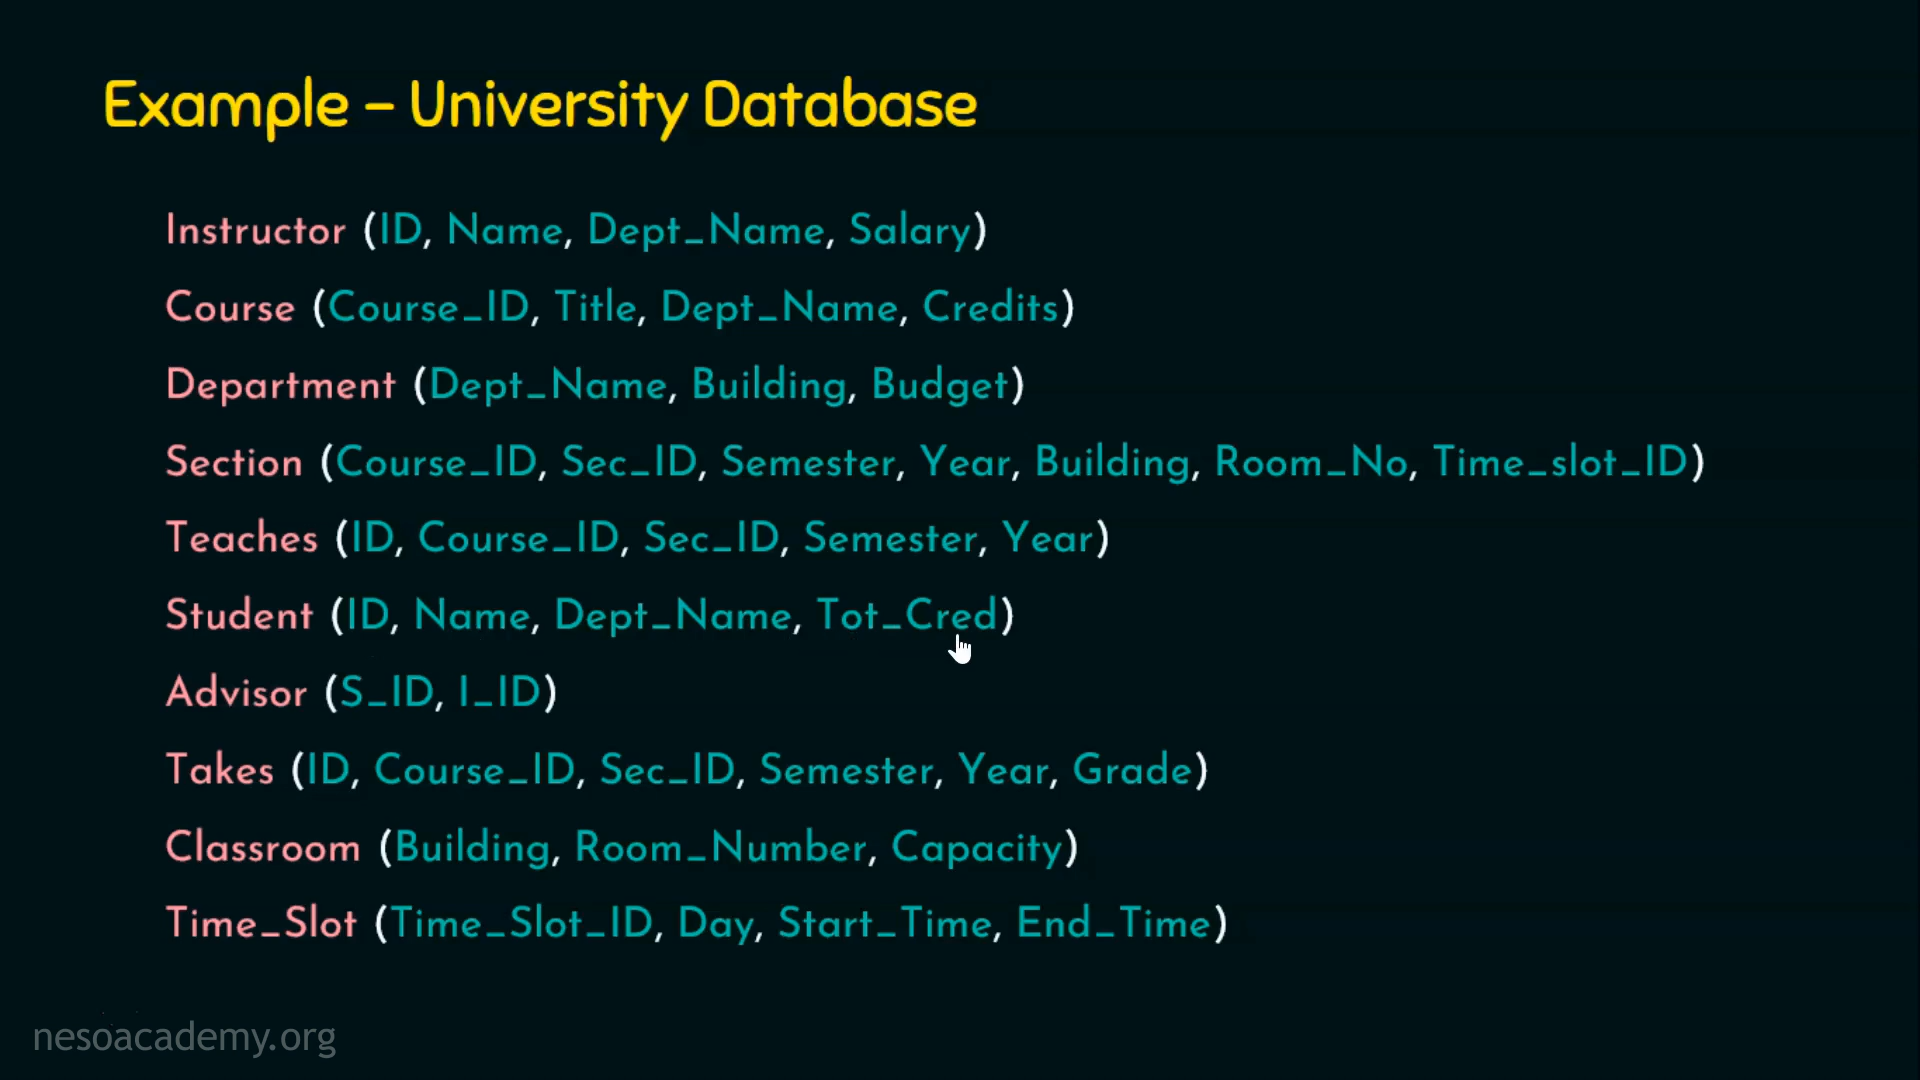 Example – University Database
Instructor (ID, Name, Dept_Name, Salary)
Course (Course_ID, Title, Dept_Name, Credits)
Department (Dept_Name, Building, Budget)
Section (Course_ID, Sec_ID, Semester, Year, Building, Room_No, Time_slot_ID)
Teaches (ID, Course_ID, Sec_ID, Semester, Year)
Student (ID, Name, Dept_Name, Tot_Cred)
Advisor (S_ID, I_ID)
Takes (ID, Course_ID, Sec_ID, Semester, Year, Grade)
Classroom (Building, Room_Number, Capacity)
Time_Slot (Time_Slot_ID, Day, Start_Time, End_Time)
nesoacademy.org